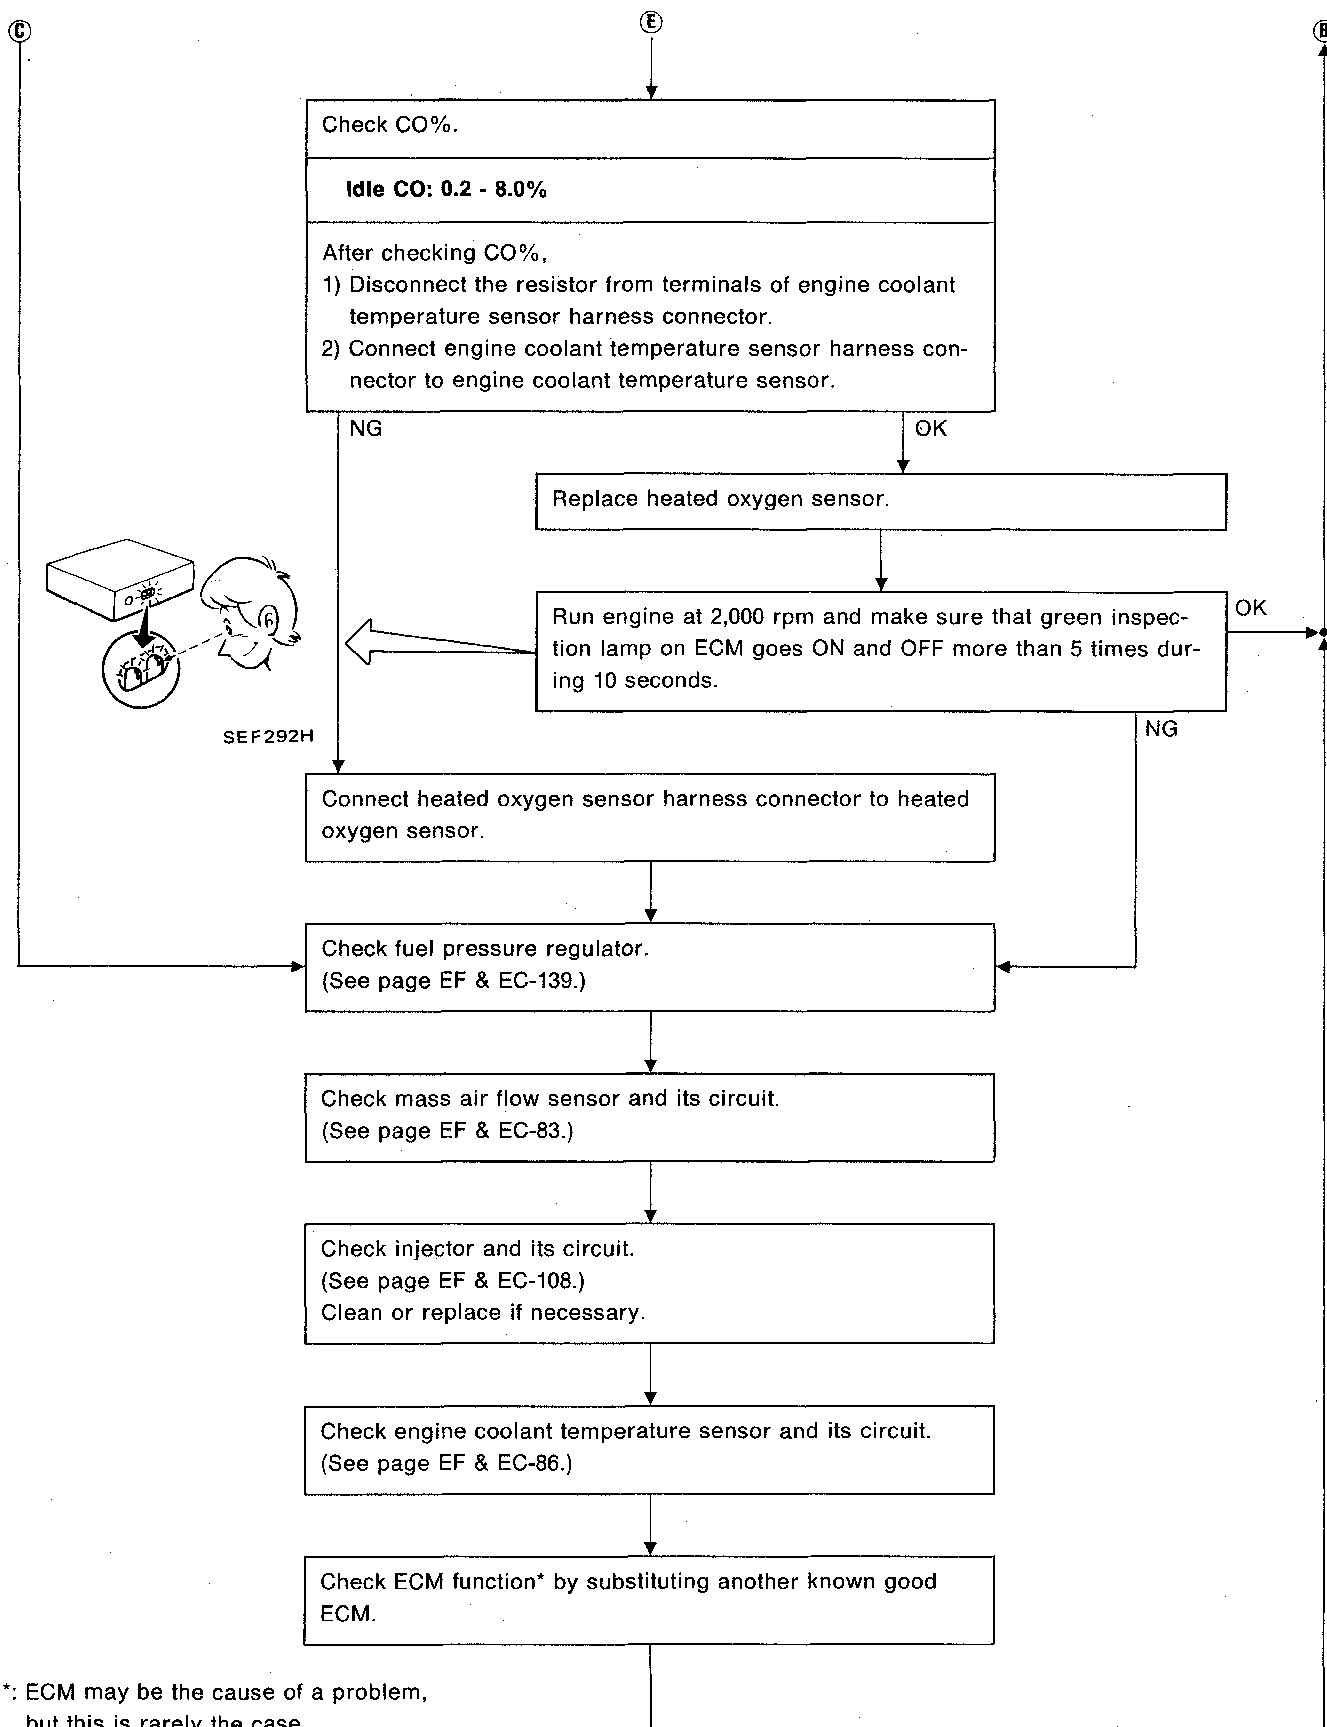 C
E
Check CO%.
Idle CO: 0.2 - 8.0%
After checking CO%,
1) Disconnect the resistor from terminals of engine coolant
temperature sensor harness connector.
2) Connect engine coolant temperature sensor harness con-
nector to engine coolant temperature sensor.
NG
OK
Replace heated oxygen sensor.
Run engine at 2,000 rpm and make sure that green inspec-
tion lamp on ECM goes ON and OFF more than 5 times dur-
ing 10 seconds.
OK
NG
SEF292H
Connect heated oxygen sensor harness connector to heated
oxygen sensor.
Check fuel pressure regulator.
(See page EF & EC-139.)
Check mass air flow sensor and its circuit.
(See page EF & EC-83.)
Check injector and its circuit.
(See page EF & EC-108.)
Clean or replace if necessary.
Check engine coolant temperature sensor and its circuit.
(See page EF & EC-86.)
Check ECM function* by substituting another known good
ECM.
*: ECM may be the cause of a problem,
but this is rarely the case